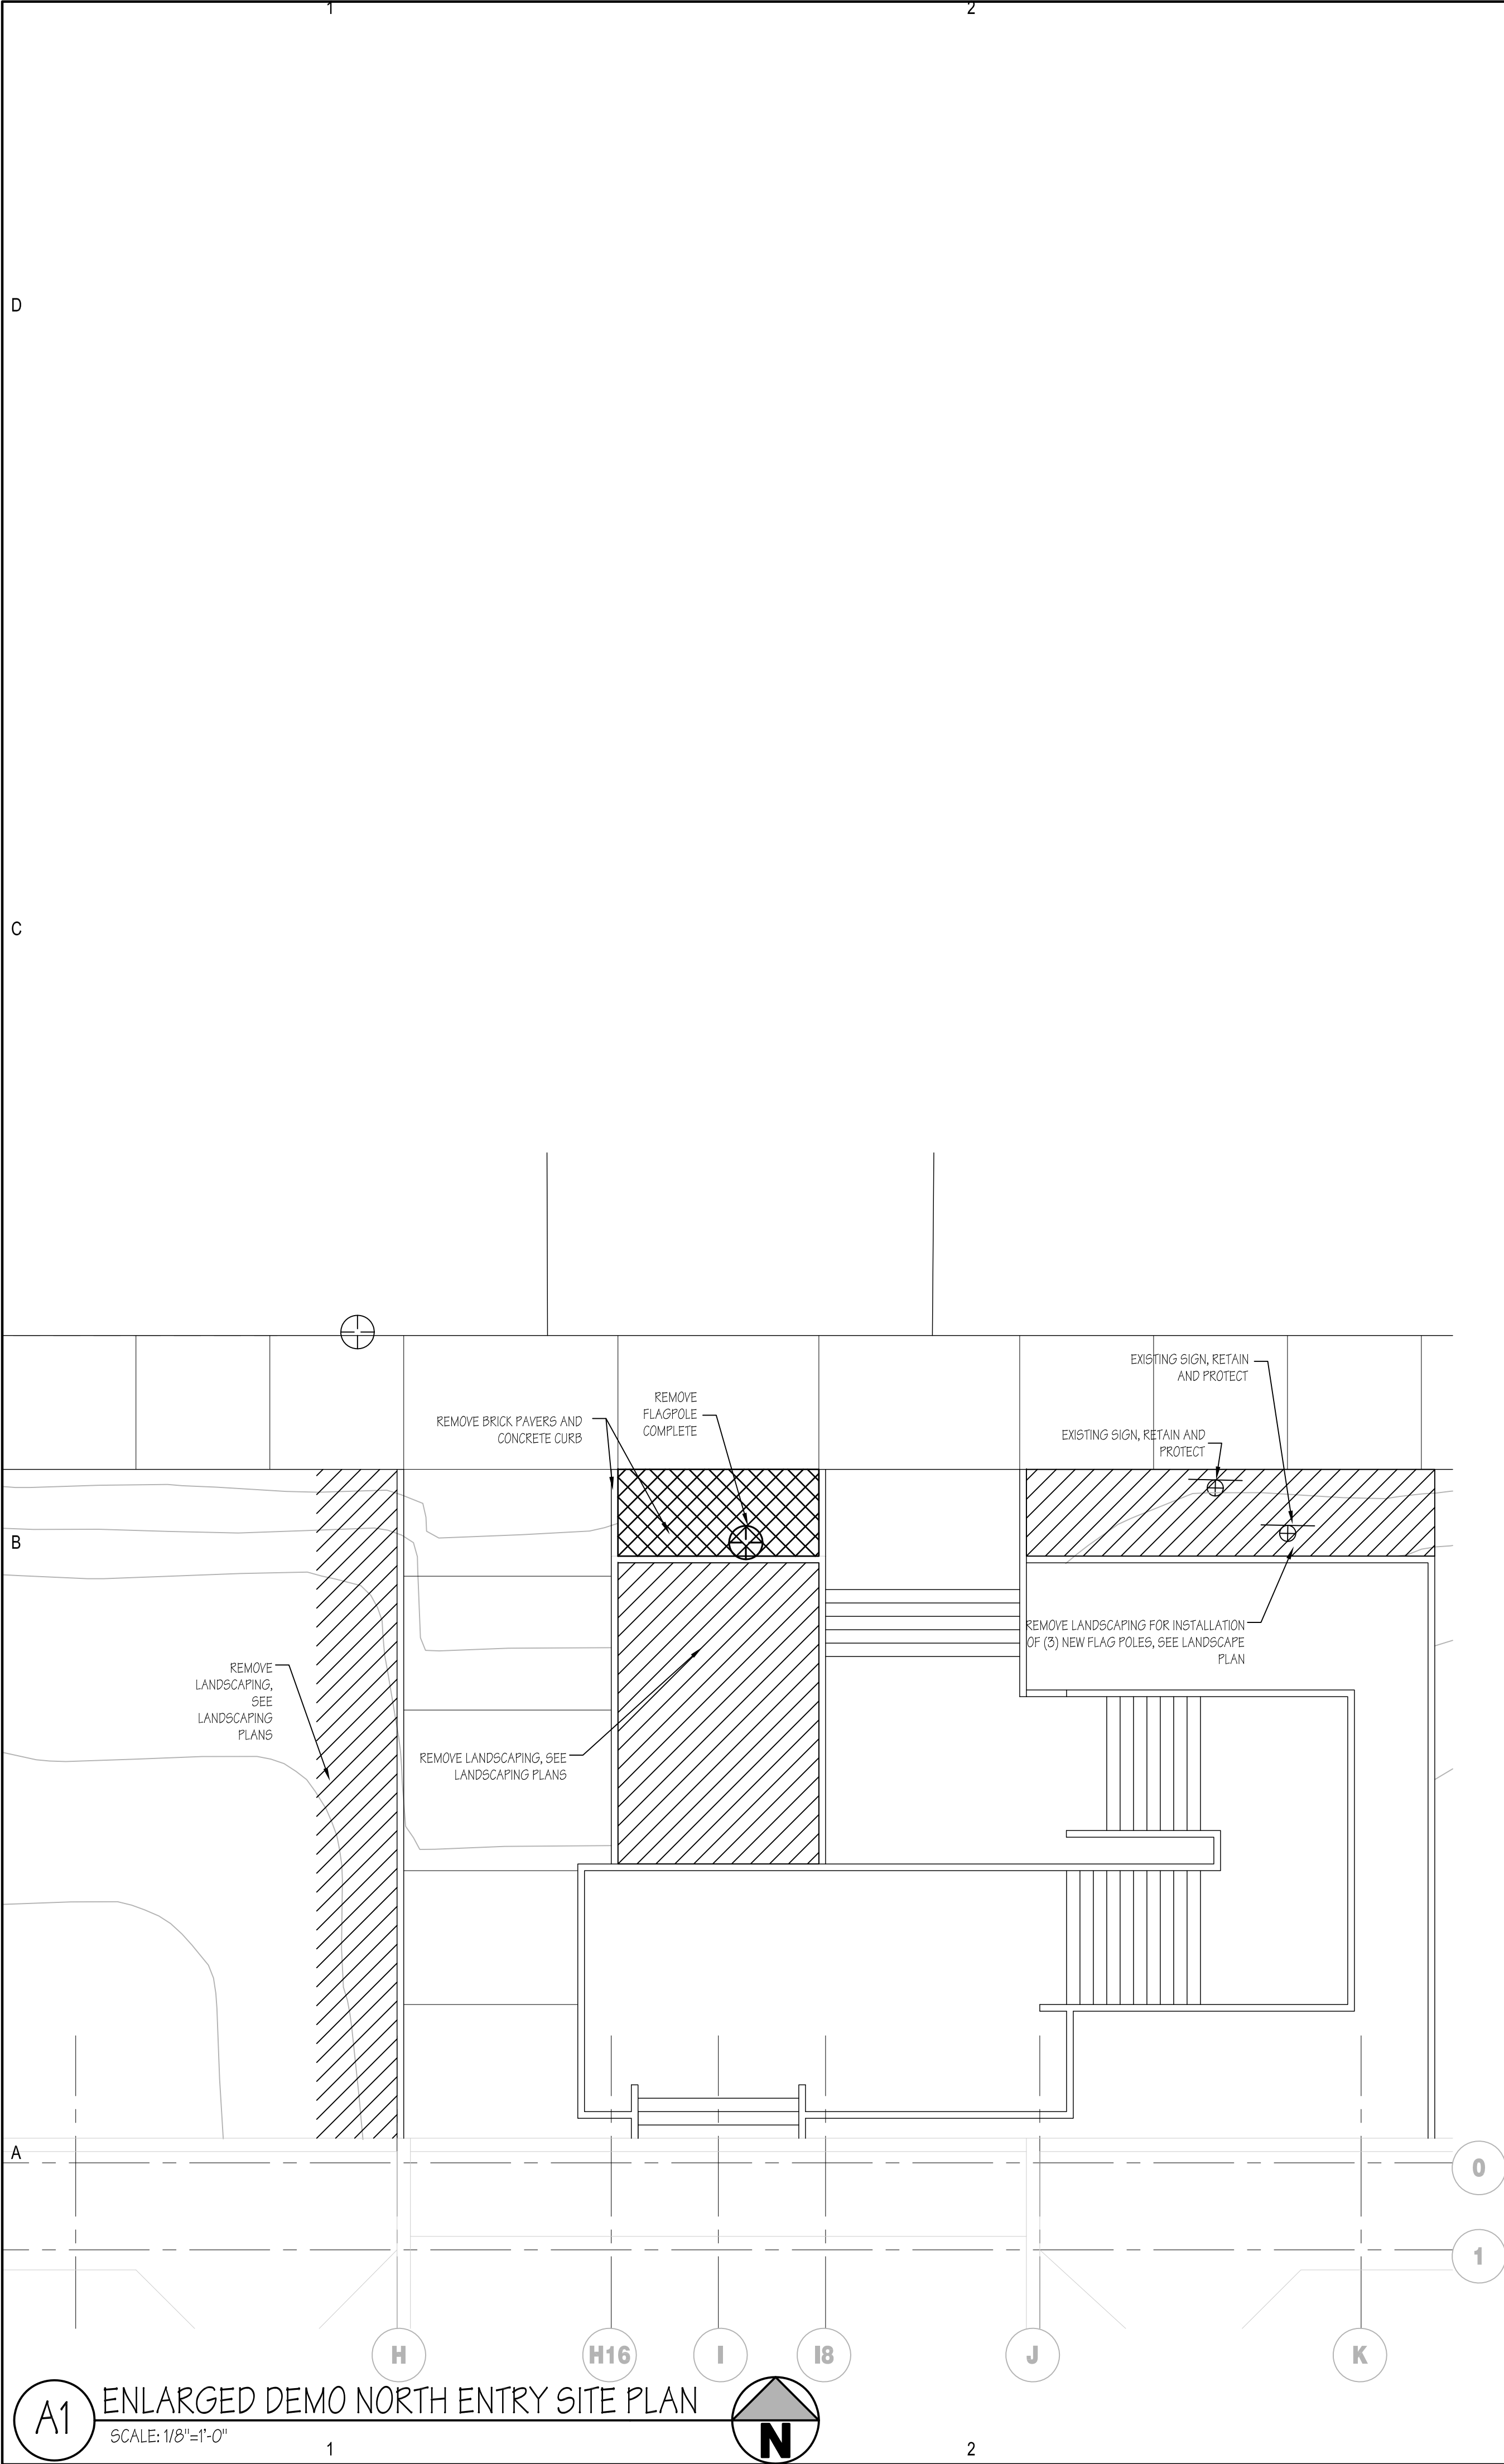 1
2
D
C
EXISTING SIGN, RETAIN
AND PROTECT
REMOVE
FLAGPOLE
COMPLETE
REMOVE BRICK PAVERS AND
CONCRETE CURB
EXISTING SIGN, RETAIN AND
PROTECT
B
REMOVE LANDSCAPING FOR INSTALLATION
OF (3) NEW FLAG POLES, SEE LANDSCAPE
PLAN
REMOVE
LANDSCAPING,
SEE
LANDSCAPING
PLANS
REMOVE LANDSCAPING, SEE
LANDSCAPING PLANS
A
0
1
H
H16
I
I8
J
K
A1
ENLARGED DEMO NORTH ENTRY SITE PLAN
SCALE: 1/8"=1'-0"
N
1
2